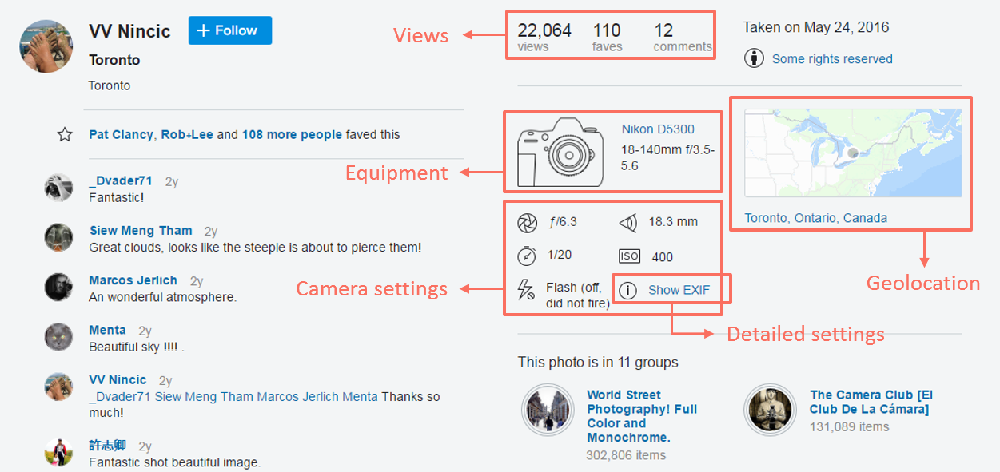 VV Nincic
+ Follow
Toronto
Toronto
Pat Clancy, Rob+Lee and 108 more people faved this
_Dvader71 2y
Fantastic!
Siew Meng Tham 2y
Great clouds, looks like the steeple is about to pierce them!
Marcos Jerlich 2y
An wonderful atmosphere.
Menta 2y
Beautiful sky !!!! .
VV Nincic 2y
_Dvader71 Siew Meng Tham Marcos Jerlich Menta Thanks so
much!
許志卿 2y
Fantastic shot beautiful image.
Views
22,064 110 12
views faves comments
Taken on May 24, 2016
Some rights reserved
Equipment
Nikon D5300
18-140mm f/3.5-
5.6
Toronto, Ontario, Canada
Geolocation
Camera settings
ƒ/6.3 18.3 mm
1/20 ISO 400
Flash (off,
did not fire)
Show EXIF
Detailed settings
This photo is in 11 groups
World Street
Photography! Full
Color and
Monochrome.
302,806 items
The Camera Club [El
Club De La Cámara]
131,089 items